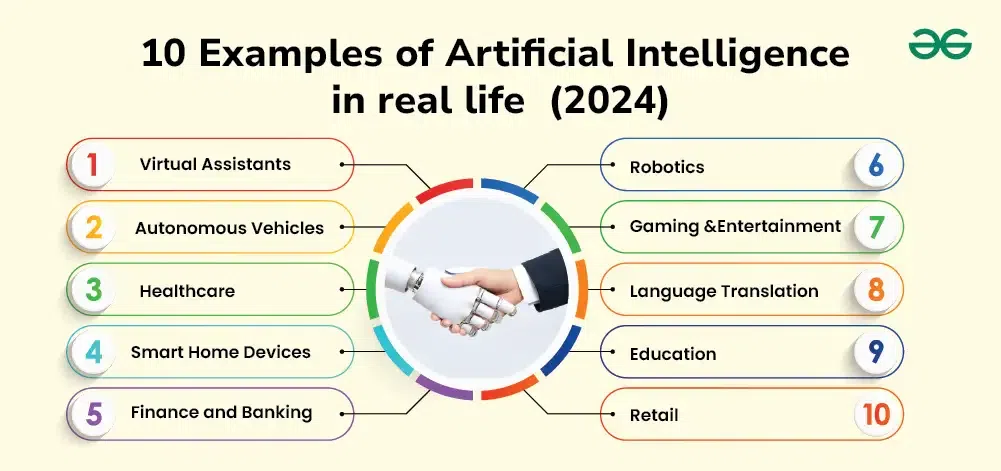 10 Examples of Artificial Intelligence
in real life (2024)
1 Virtual Assistants
2 Autonomous Vehicles
3 Healthcare
4 Smart Home Devices
5 Finance and Banking
Robotics 6
Gaming &Entertainment 7
Language Translation 8
Education 9
Retail 10